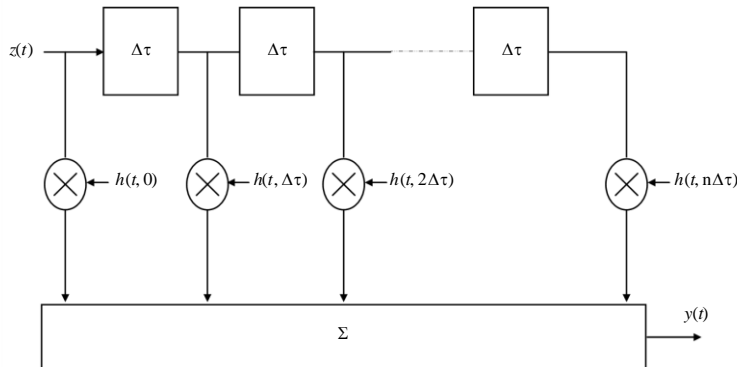 z(t)
Δτ
Δτ
Δτ
h(t, 0)
h(t, Δτ)
h(t, 2Δτ)
h(t, nΔτ)
Σ
y(t)